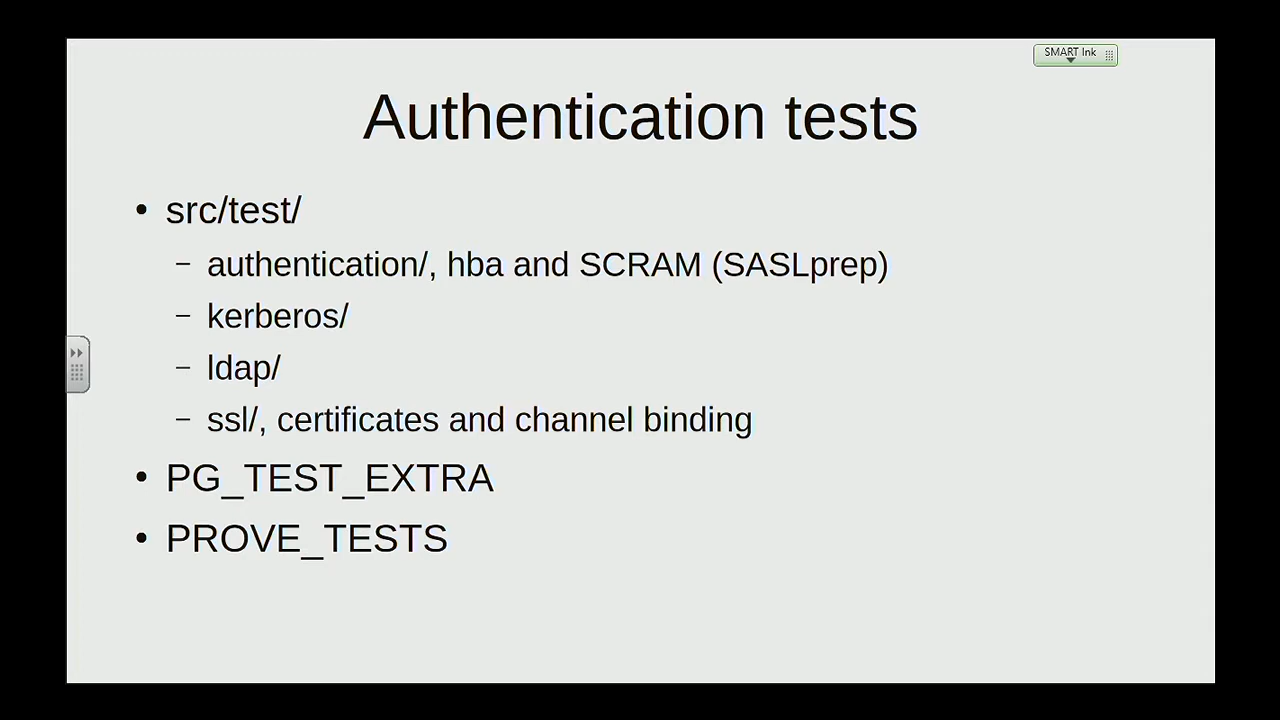 SMART Ink
Authentication tests
• src/test/
– authentication/, hba and SCRAM (SASLprep)
– kerberos/
– ldap/
– ssl/, certificates and channel binding
• PG_TEST_EXTRA
• PROVE_TESTS